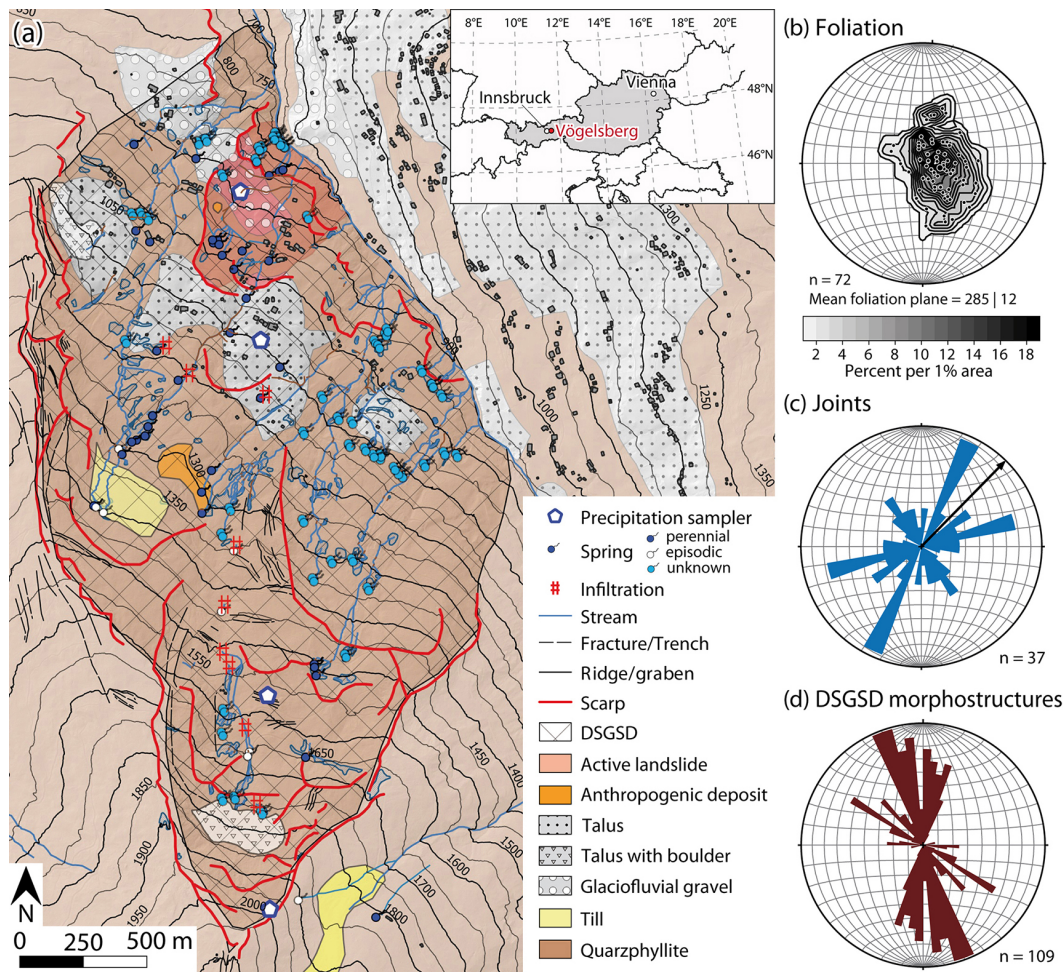 (a)
650
800
750
700
1050
300
900
1000
1250
1350
1300
1350
1550
1650
1450
1400
1850
1500
1600
1900
1700
1950
2000
1800
N
0 250 500 m
8°E 10°E 12°E 14°E 16°E 18°E 20°E 22°E
48°N
46°N
Vienna
Innsbruck
Vögelsberg
Precipitation sampler
Spring
perennial
episodic
unknown
Infiltration
Stream
Fracture/Trench
Ridge/graben
Scarp
DSGSD
Active landslide
Anthropogenic deposit
Talus
Talus with boulder
Glaciofluvial gravel
Till
Quarzphyllite
(b) Foliation
n = 72
Mean foliation plane = 285 | 12
2 4 6 8 10 12 14 16 18
Percent per 1% area
(c) Joints
n = 37
(d) DSGSD morphostructures
n = 109